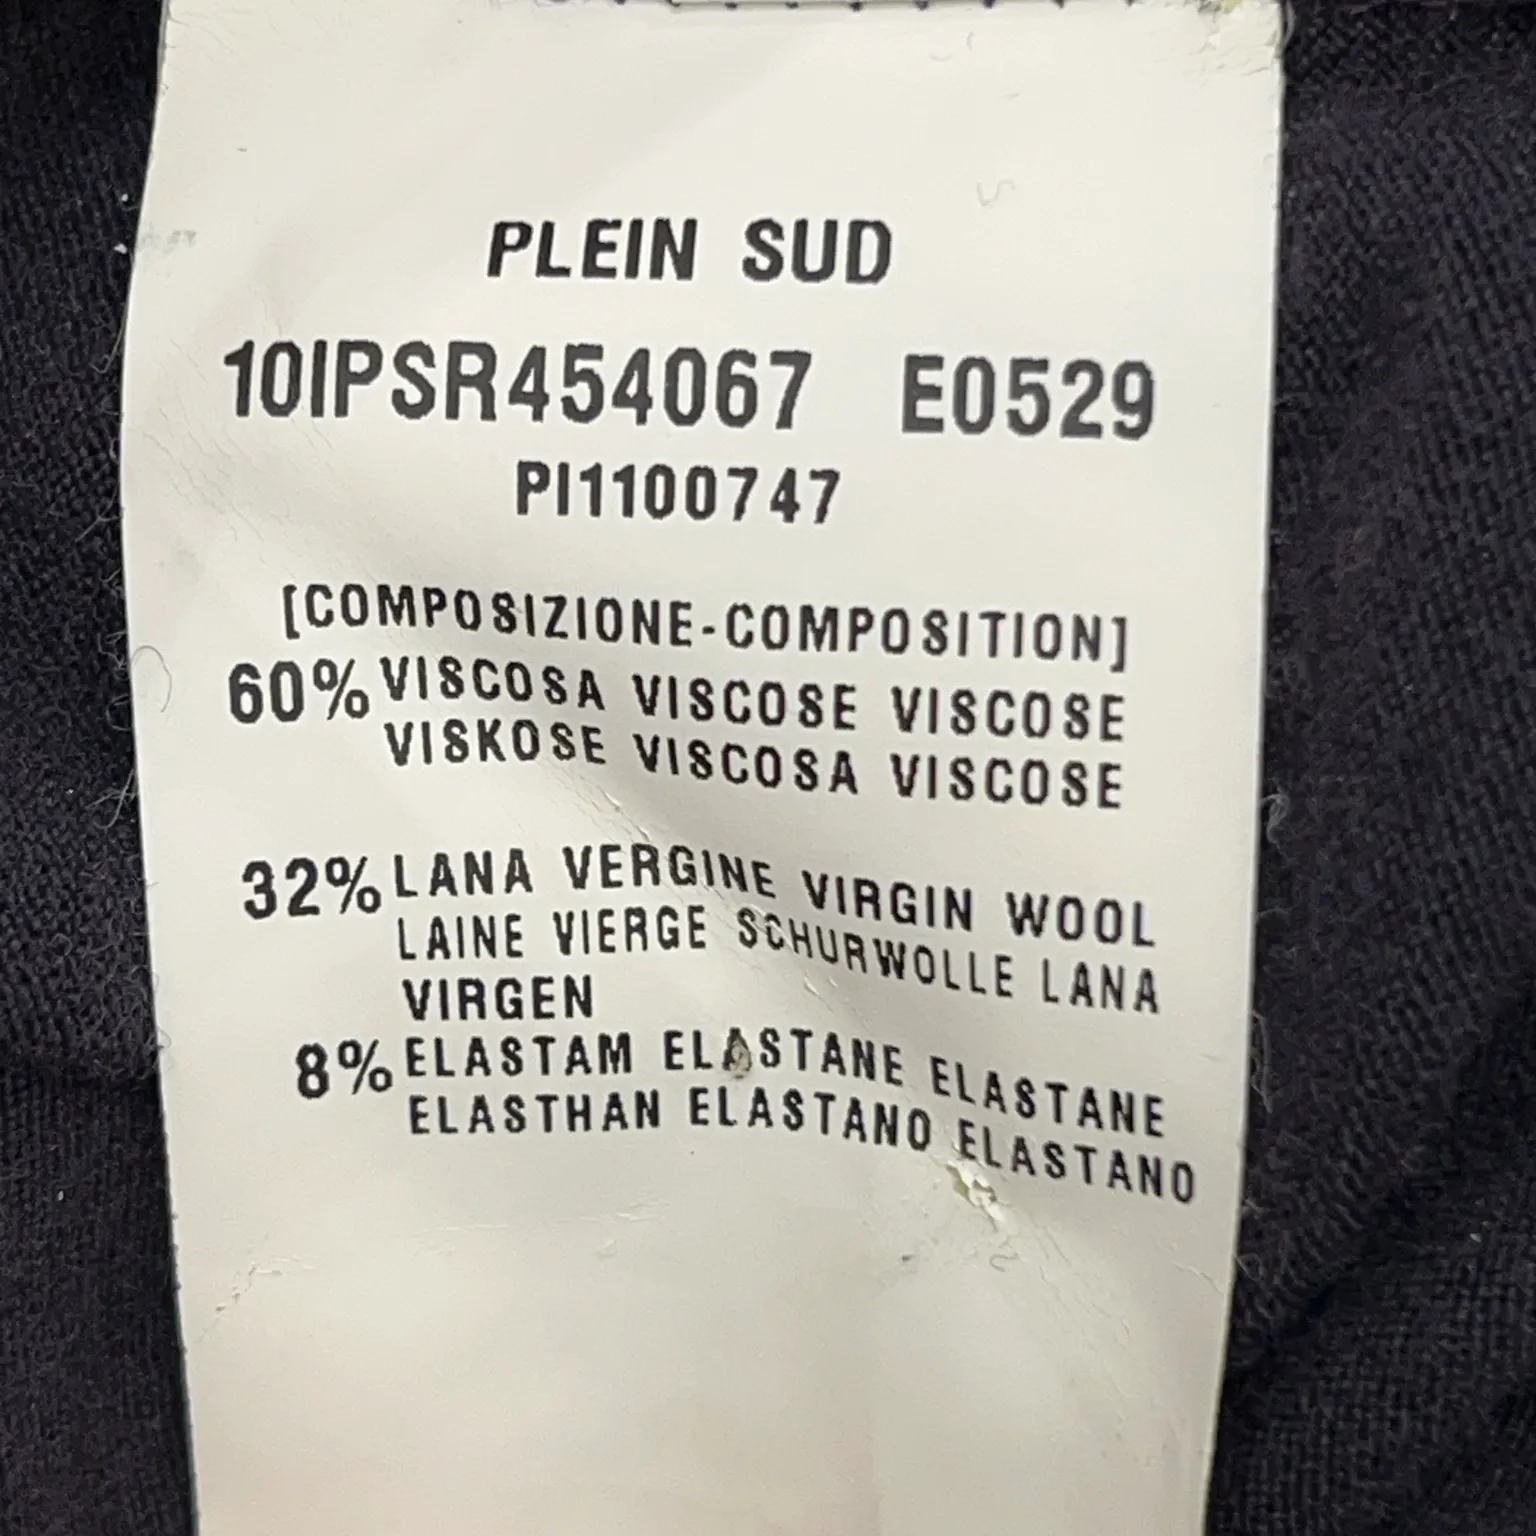 PLEIN SUD
10IPSR454067 E0529
PI1100747
[COMPOSIZIONE-COMPOSITION]
60% VISCOSA VISCOSE VISCOSE
VISKOSE VISCOSA VISCOSE
32% LANA VERGINE VIRGIN WOOL
LAINE VIERGE SCHURWOLLE LANA
VIRGEN
8% ELASTAM ELASTANE ELASTANE
ELASTHAN ELASTANO ELASTANO